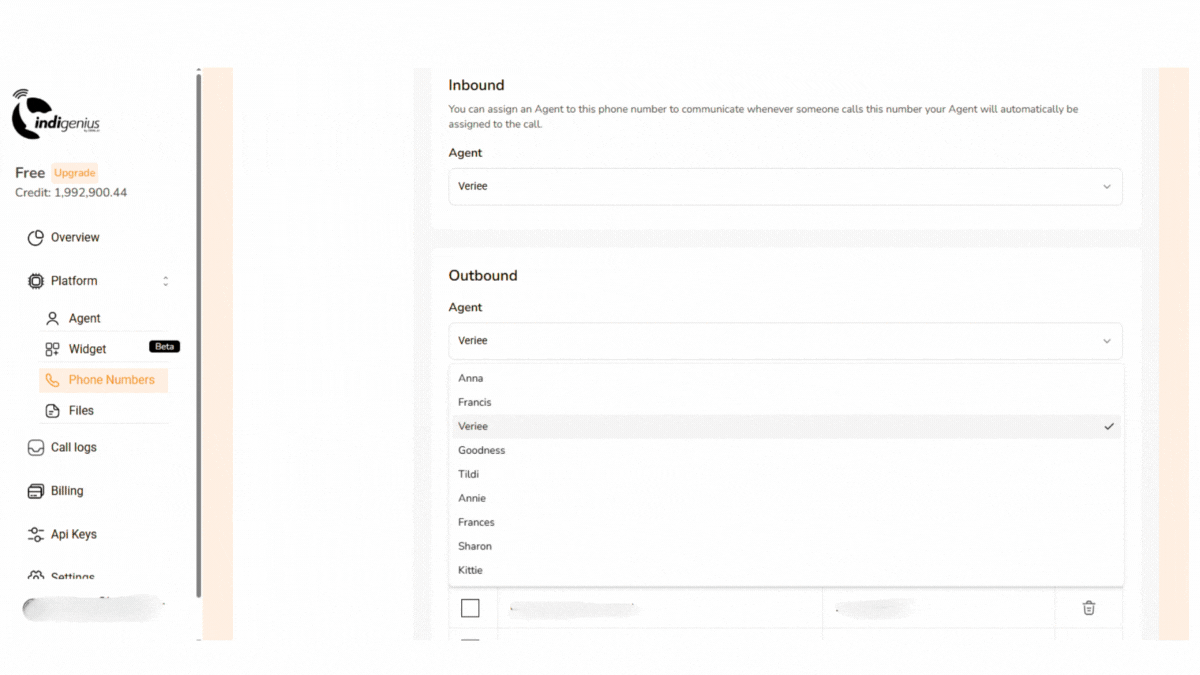 indigenius
Free Upgrade
Credit: 1,992,900.44
Overview
Platform
Agent
Widget Beta
Phone Numbers
Files
Call logs
Billing
Api Keys
Settings
Inbound
You can assign an Agent to this phone number to communicate whenever someone calls this number your Agent will automatically be
assigned to the call.
Agent
Veriee
Outbound
Agent
Veriee
Anna
Francis
Veriee
Goodness
Tildi
Annie
Frances
Sharon
Kittie